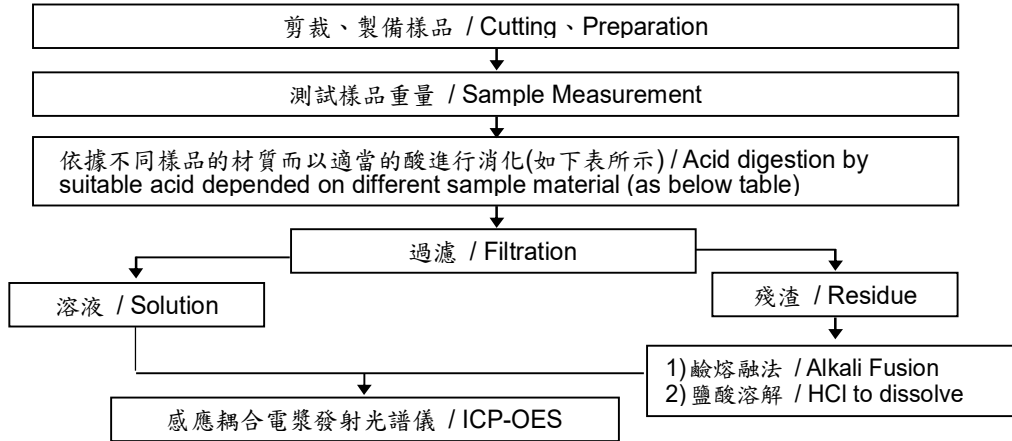 剪裁、製備樣品 / Cutting、Preparation
測試樣品重量 / Sample Measurement
依據不同樣品的材質而以適當的酸進行消化(如下表所示) / Acid digestion by
suitable acid depended on different sample material (as below table)
過濾 / Filtration
溶液 / Solution
殘渣 / Residue
1) 鹼熔融法 / Alkali Fusion
2) 鹽酸溶解 / HCl to dissolve
感應耦合電漿發射光譜儀 / ICP-OES